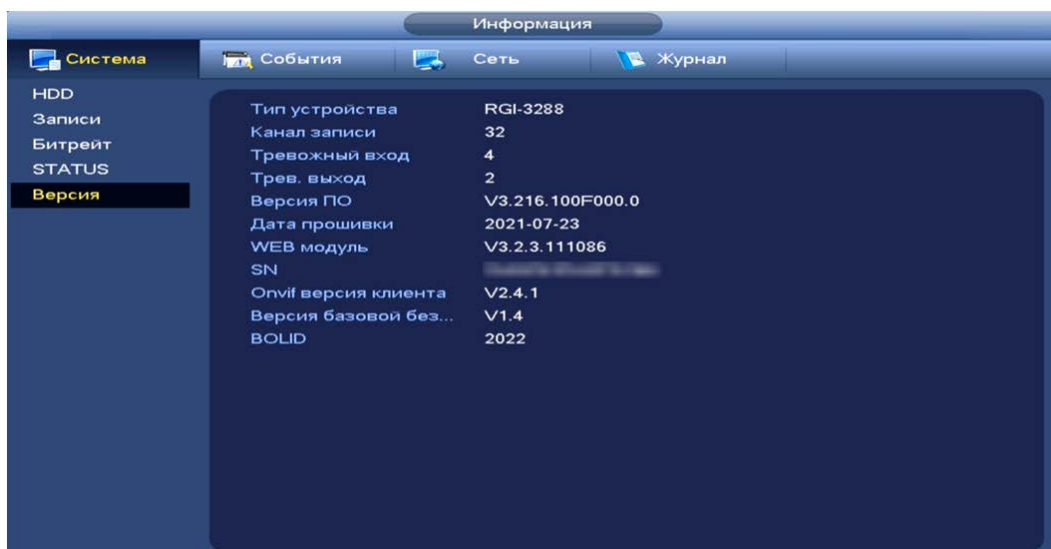 Информация
Система События Сеть Журнал
HDD
Записи
Битрейт
STATUS
Версия
Тип устройства RGI-3288
Канал записи 32
Тревожный вход 4
Трев. выход 2
Версия ПО V3.216.100F000.0
Дата прошивки 2021-07-23
WEB модуль V3.2.3.111086
SN
Onvif версия клиента V2.4.1
Версия базовой без... V1.4
BOLID 2022